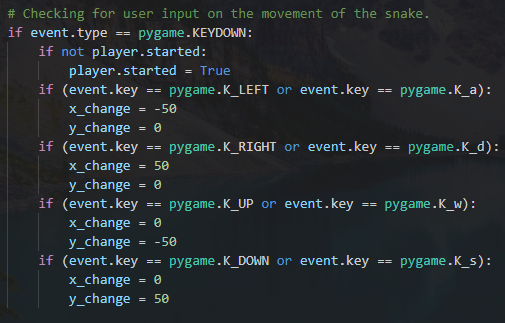 # Checking for user input on the movement of the snake.
if event.type == pygame.KEYDOWN:
    if not player.started:
        player.started = True
    if (event.key == pygame.K_LEFT or event.key == pygame.K_a):
        x_change = -50
        y_change = 0
    if (event.key == pygame.K_RIGHT or event.key == pygame.K_d):
        x_change = 50
        y_change = 0
    if (event.key == pygame.K_UP or event.key == pygame.K_w):
        x_change = 0
        y_change = -50
    if (event.key == pygame.K_DOWN or event.key == pygame.K_s):
        x_change = 0
        y_change = 50